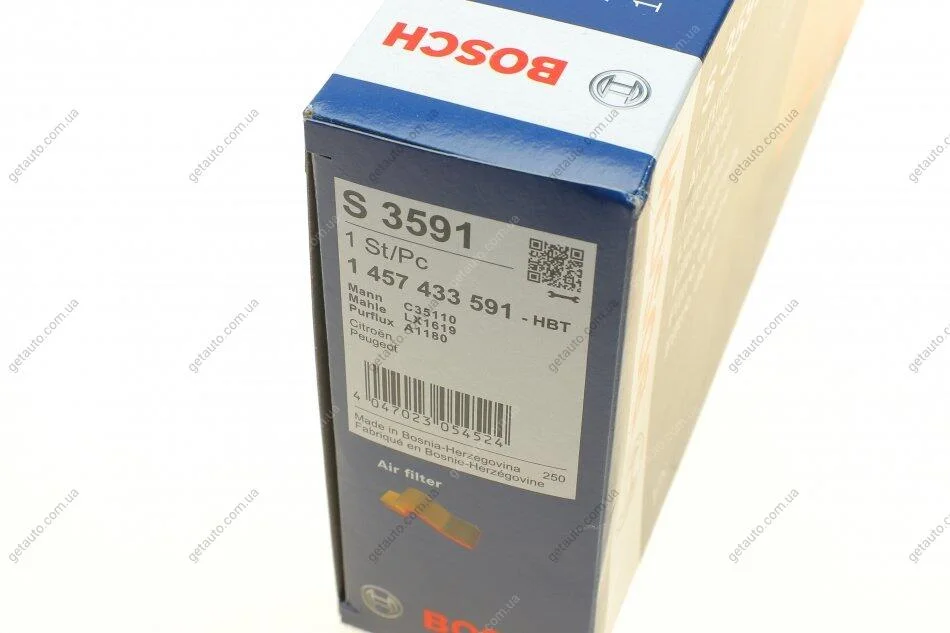 BOSCH
S 3591
1 St/Pc
1 457 433 591 - HBT
Mann C35110
Mahle LX1619
Purflux A1180
Citroën
Peugeot
4 047023 054524
Made in Bosnia-Herzegovina
Fabriqué en Bosnie-Herzégovine
250
Air filter
BOSCH
getauto.com.ua